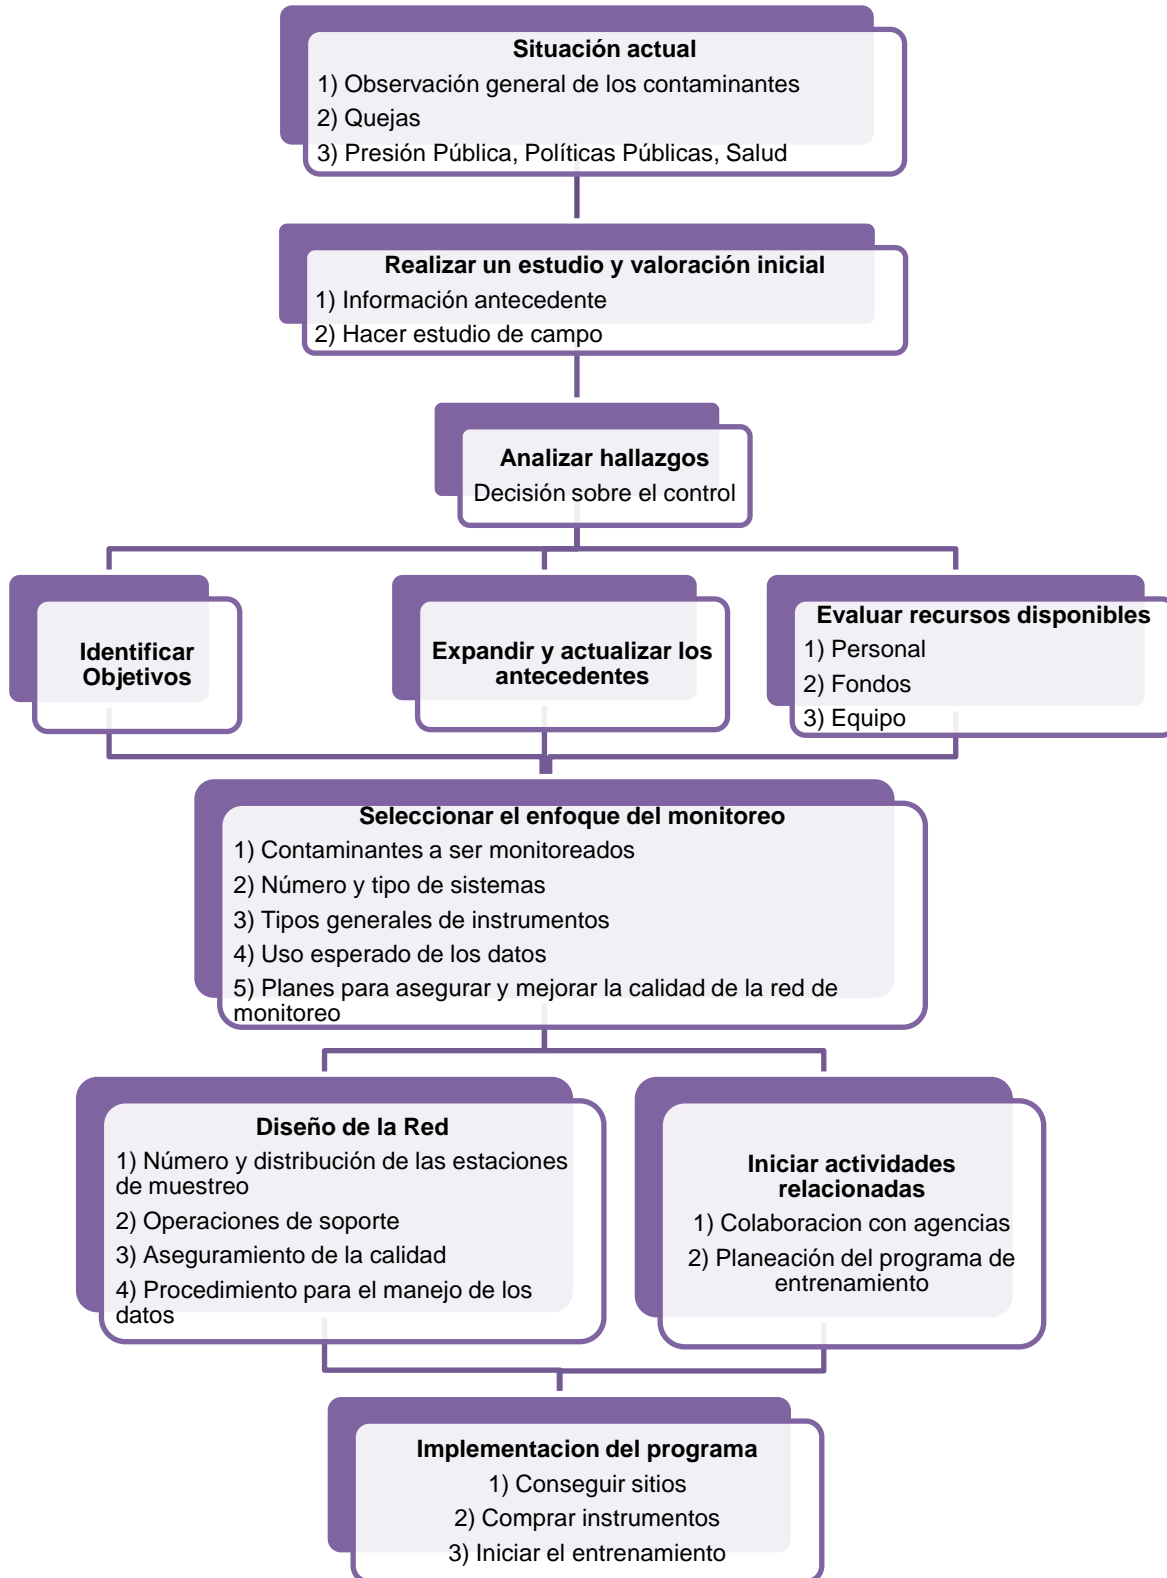 Situación actual
1) Observación general de los contaminantes
2) Quejas
3) Presión Pública, Políticas Públicas, Salud
Realizar un estudio y valoración inicial
1) Información antecedente
2) Hacer estudio de campo
Analizar hallazgos
Decisión sobre el control
Identificar
Objetivos
Expandir y actualizar los
antecedentes
Evaluar recursos disponibles
1) Personal
2) Fondos
3) Equipo
Seleccionar el enfoque del monitoreo
1) Contaminantes a ser monitoreados
2) Número y tipo de sistemas
3) Tipos generales de instrumentos
4) Uso esperado de los datos
5) Planes para asegurar y mejorar la calidad de la red de
monitoreo
Diseño de la Red
1) Número y distribución de las estaciones
de muestreo
2) Operaciones de soporte
3) Aseguramiento de la calidad
4) Procedimiento para el manejo de los
datos
Iniciar actividades
relacionadas
1) Colaboracion con agencias
2) Planeación del programa de
entrenamiento
Implementacion del programa
1) Conseguir sitios
2) Comprar instrumentos
3) Iniciar el entrenamiento